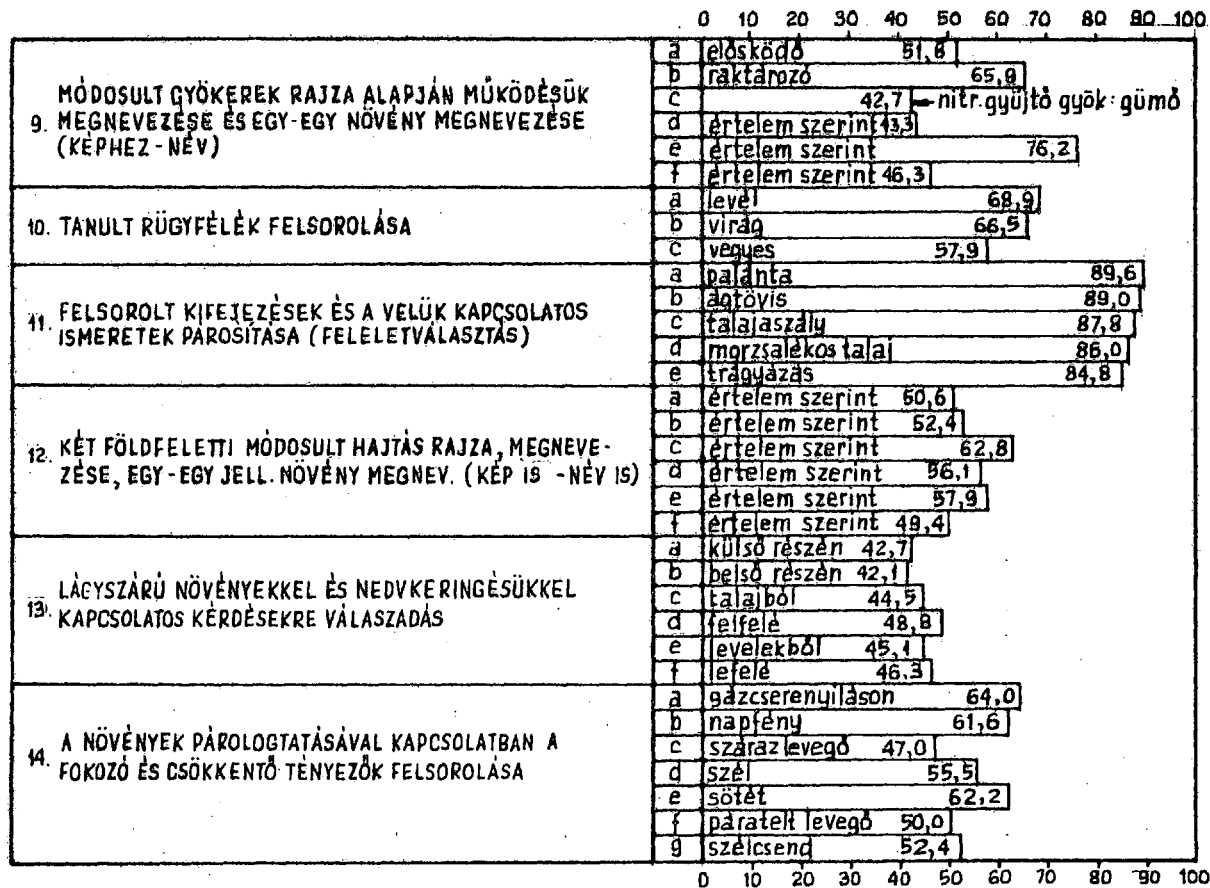 0 10 20 30 40 50 60 70 80 90 100
9. MÓDOSULT GYÖKEREK RAJZA ALAPJÁN MŰKÖDÉSÜK
MEGNEVEZÉSE ÉS EGY-EGY NÖVÉNY MEGNEVEZÉSE
(KÉPHEZ-NÉV)
a élősködő 51,8
b raktározó 65,9
c 42,7 nitr. gyűjtő gyök: gümő
d értelem szerint 43,3
e értelem szerint 76,2
f értelem szerint 46,3
10. TANULT RÜGYFÉLÉK FELSOROLÁSA
a levél 68,9
b virág 66,5
c vegyes 57,9
11. FELSOROLT KIFEJEZÉSEK ÉS A VELÜK KAPCSOLATOS
ISMERETEK PÁROSÍTÁSA (FELELETVÁLASZTÁS)
a palánta 89,6
b ágtövis 89,0
c talajaszály 87,8
d morzsalékos talaj 86,0
e trágyázás 84,8
12. KÉT FÖLDFELETTI MÓDOSULT HAJTÁS RAJZA, MEGNEVE-
ZÉSE, EGY-EGY JELL. NÖVÉNY MEGNEV. (KÉP IS -NÉV IS)
a értelem szerint 50,6
b értelem szerint 52,4
c értelem szerint 62,8
d értelem szerint 56,1
e értelem szerint 57,9
f értelem szerint 49,4
13. LÁGYSZÁRÚ NÖVÉNYEKKEL ÉS NEDVKERINGÉSÜKKEL
KAPCSOLATOS KÉRDÉSEKRE VÁLASZADÁS
a külső részén 42,7
b belső részén 42,1
c talajból 44,5
d felfelé 48,8
e levelekből 45,1
f lefelé 46.3
14. A NÖVÉNYEK PÁROLOGTATÁSÁVAL KAPCSOLATBAN A
FOKOZÓ ÉS CSÖKKENTŐ TÉNYEZŐK FELSOROLÁSA
a gázcserenyíláson 64,0
b napfény 61,6
c száraz levegő 47,0
d szél 55,5
e sötét 62,2
f páratelt levegő 50,0
g szélcsend 52,4
0 10 20 30 40 50 60 70 80 90 100